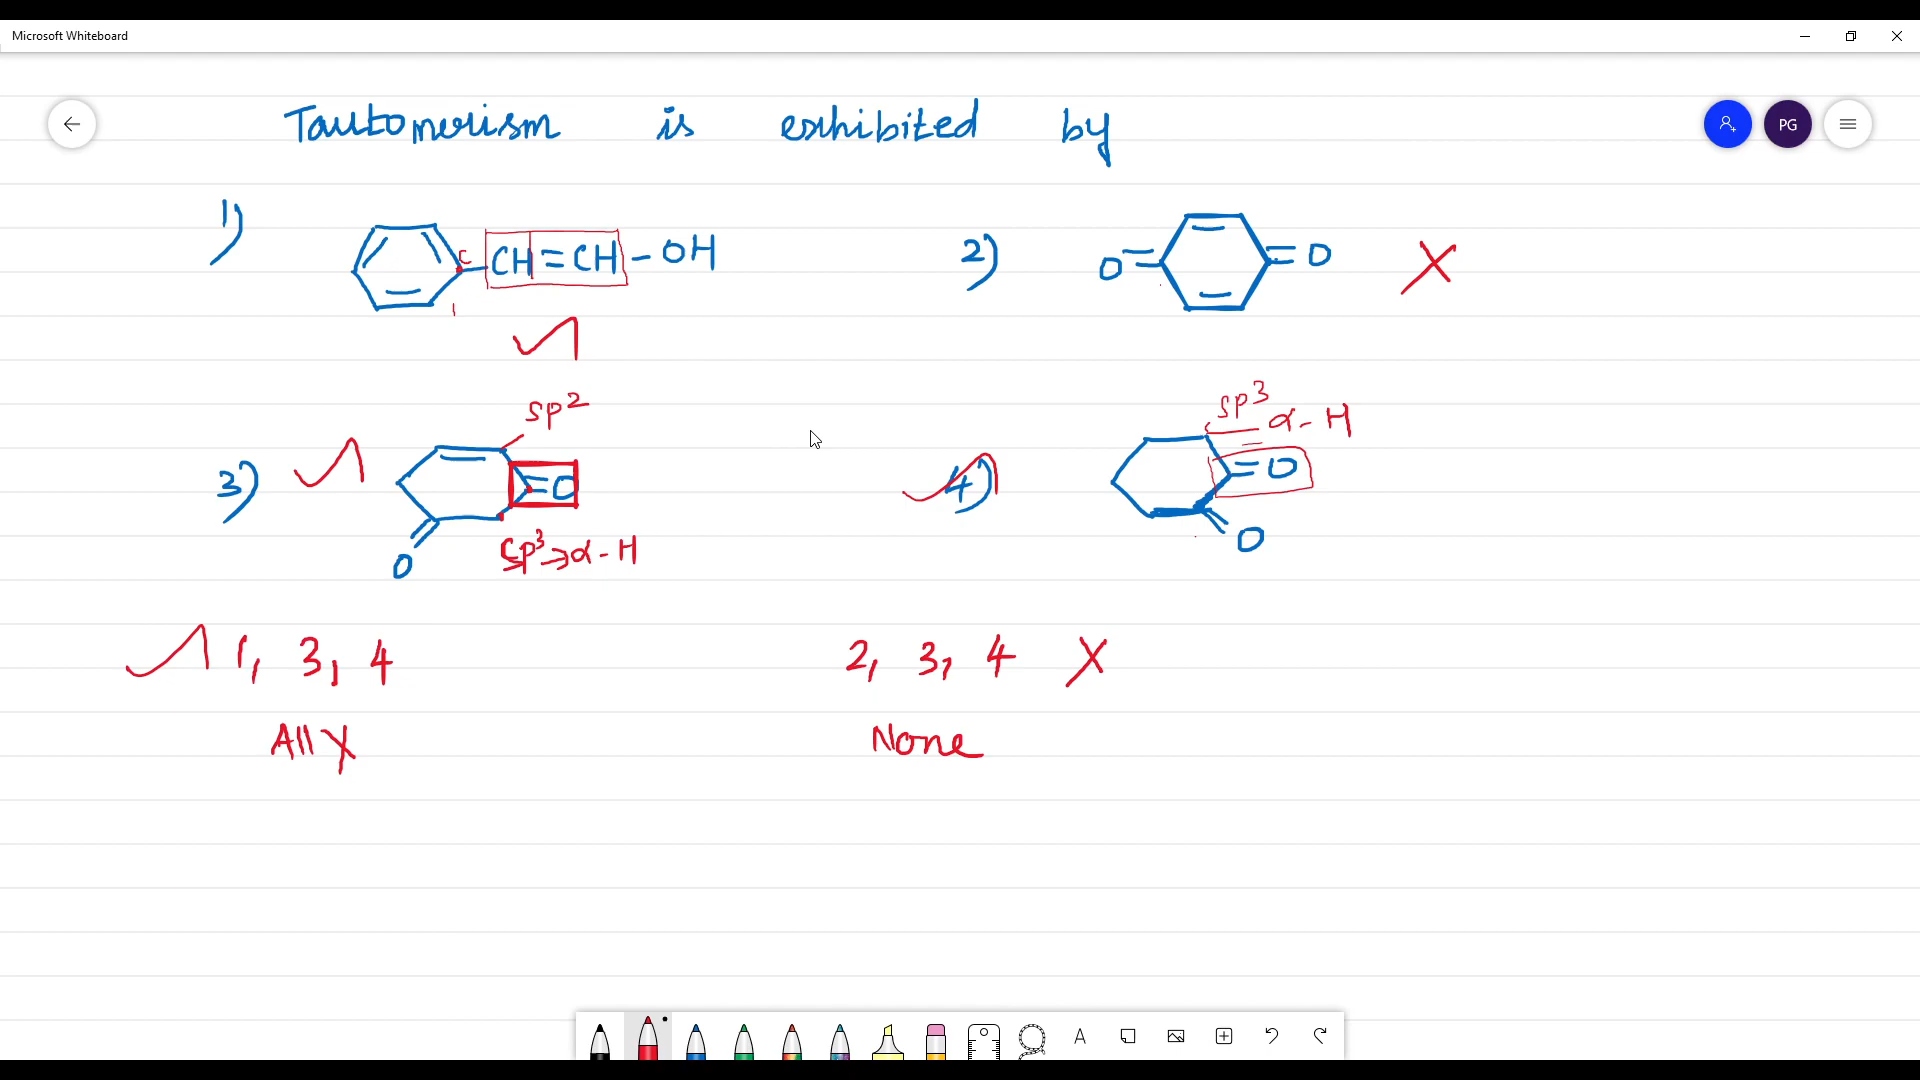 Microsoft Whiteboard
Tautomerism is exhibited by
PG
1) C CH=CH-OH
2) O= =O X
sp2
3) =O
O
sp3→α-H
sp3 α-H
4) =O
O
1, 3, 4
2, 3, 4 X
All X
None
A